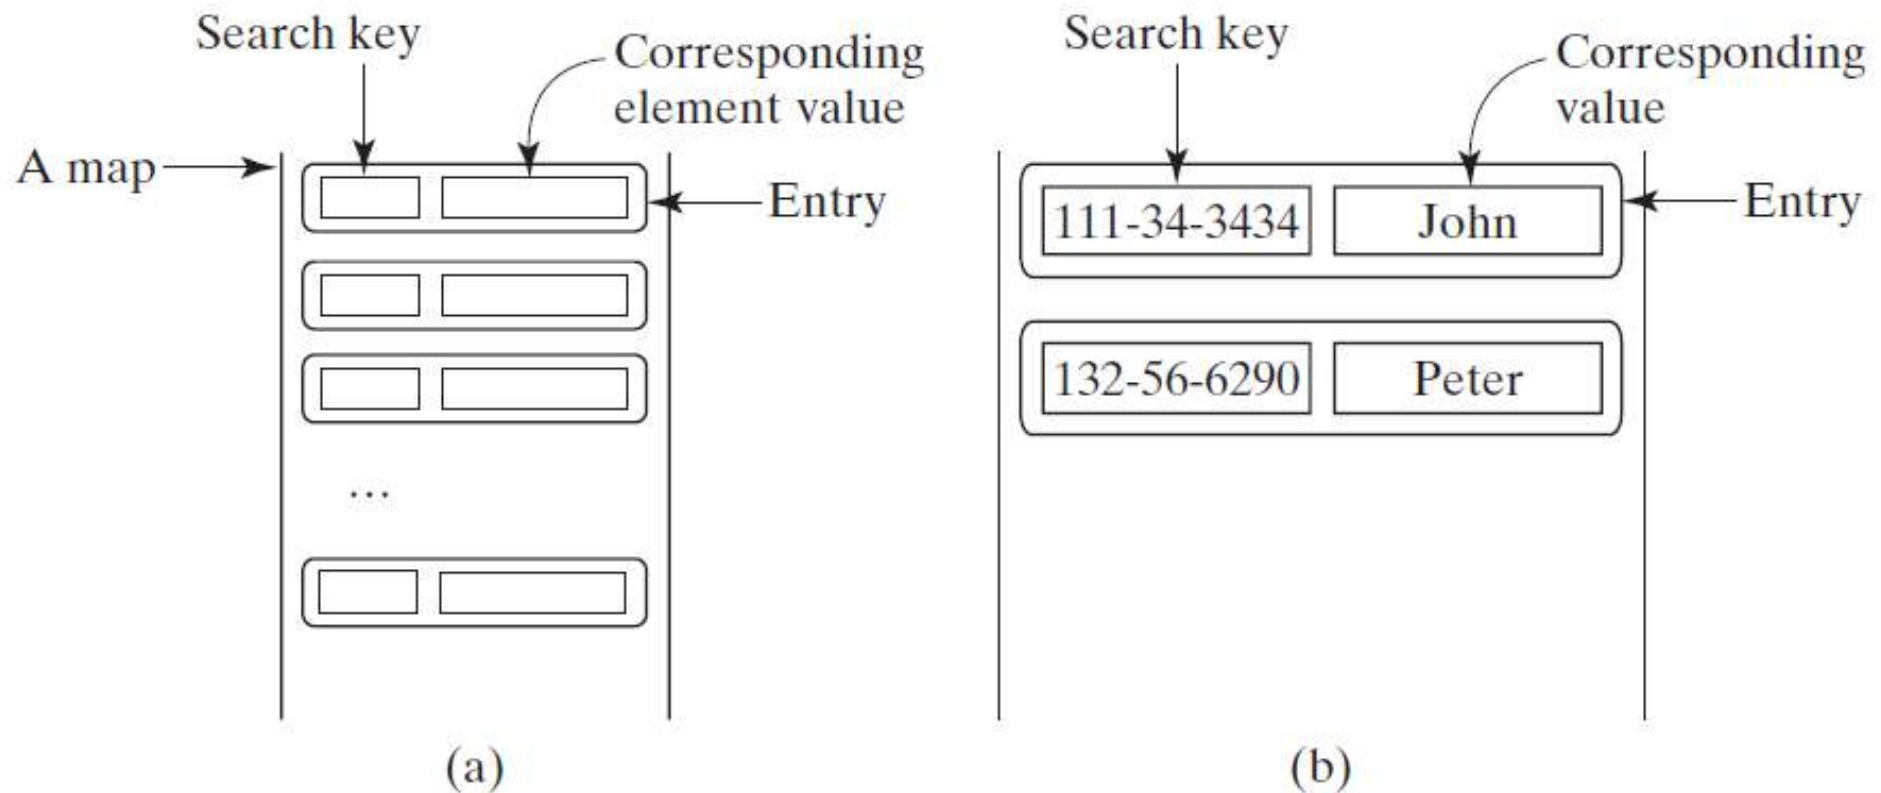 Search key
Corresponding
element value
A map
Entry
...
(a)
Search key
Corresponding
value
111-34-3434 John
Entry
132-56-6290 Peter
(b)